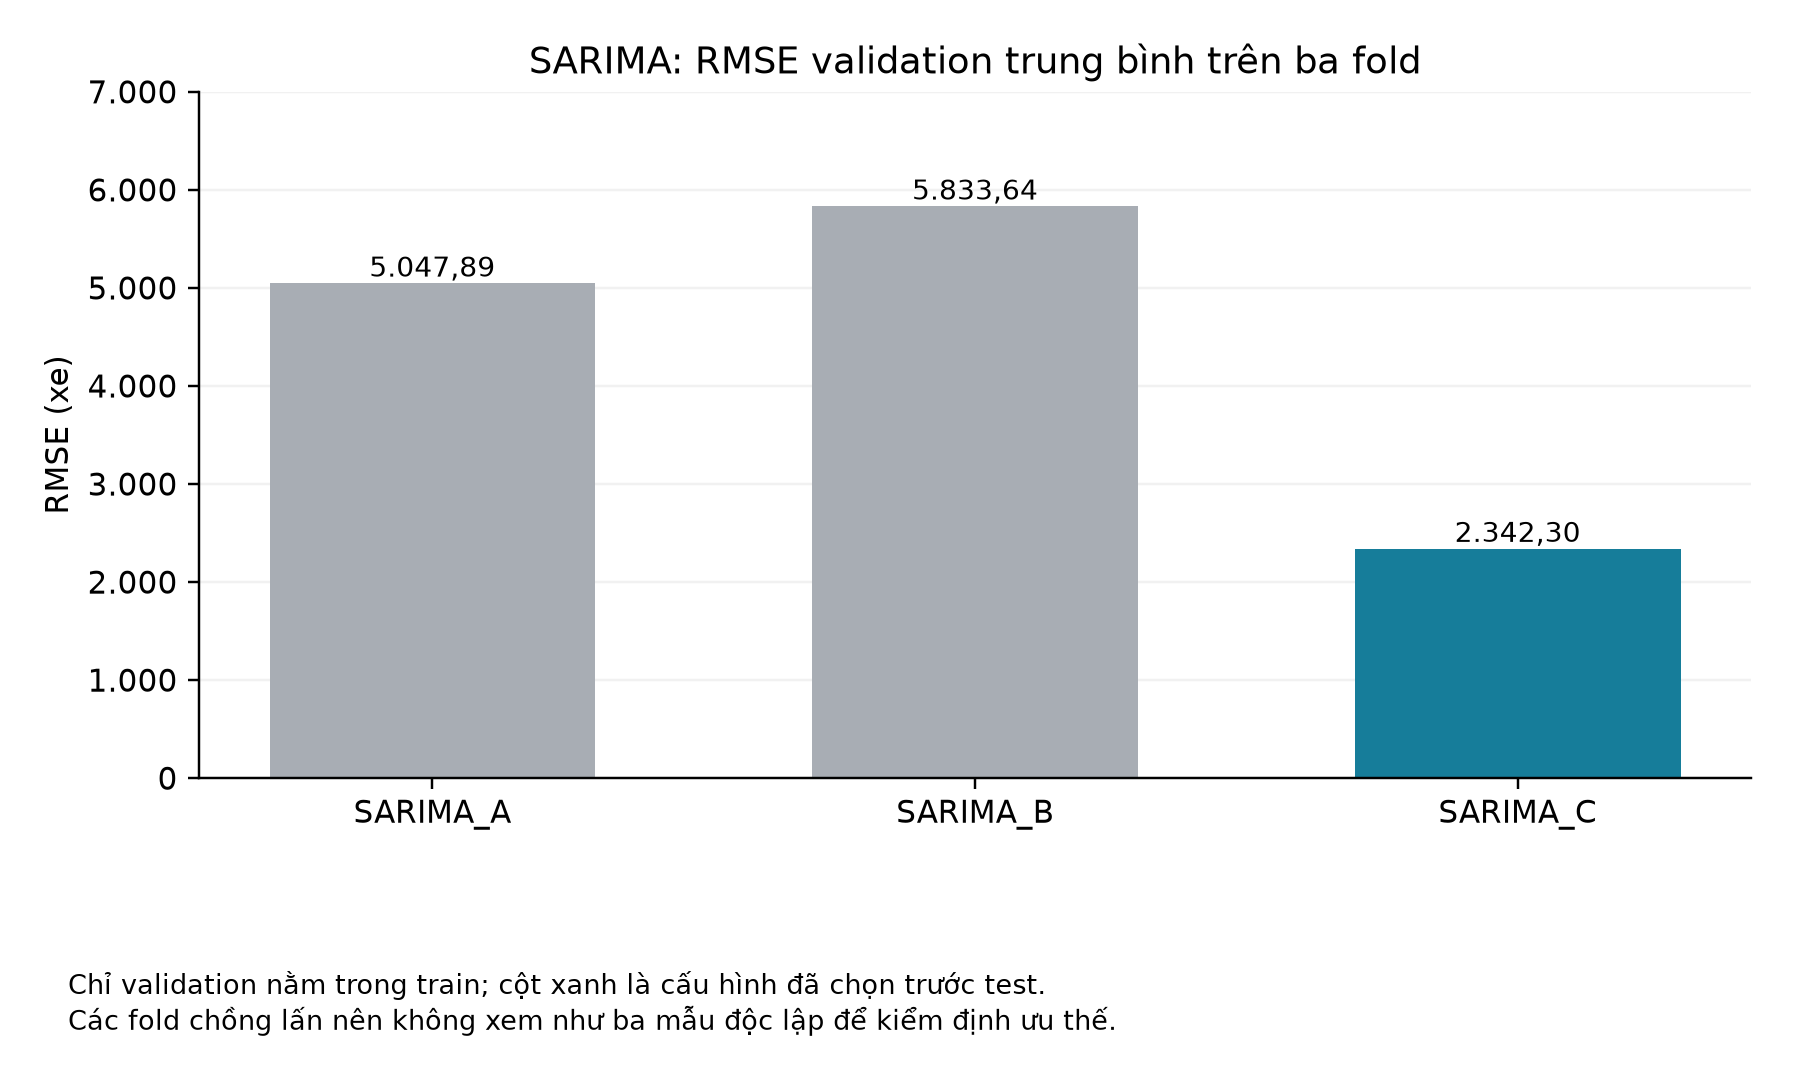 SARIMA: RMSE validation trung bình trên ba fold
7.000
6.000
5.000
4.000
3.000
2.000
1.000
0
RMSE (xe)
5.047,89
5.833,64
2.342,30
SARIMA_A
SARIMA_B
SARIMA_C
Chỉ validation nằm trong train; cột xanh là cấu hình đã chọn trước test.
Các fold chồng lấn nên không xem như ba mẫu độc lập để kiểm định ưu thế.